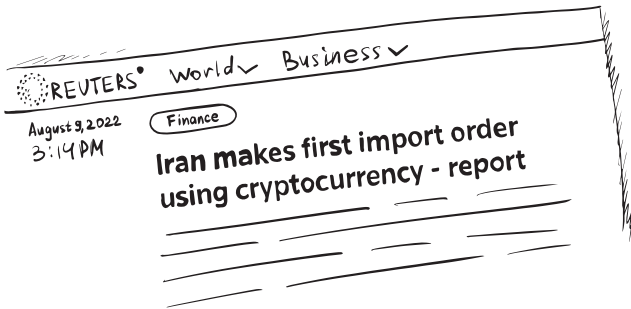 REUTERS World Business
August 9, 2022
3:14 PM
Finance
Iran makes first import order
using cryptocurrency - report